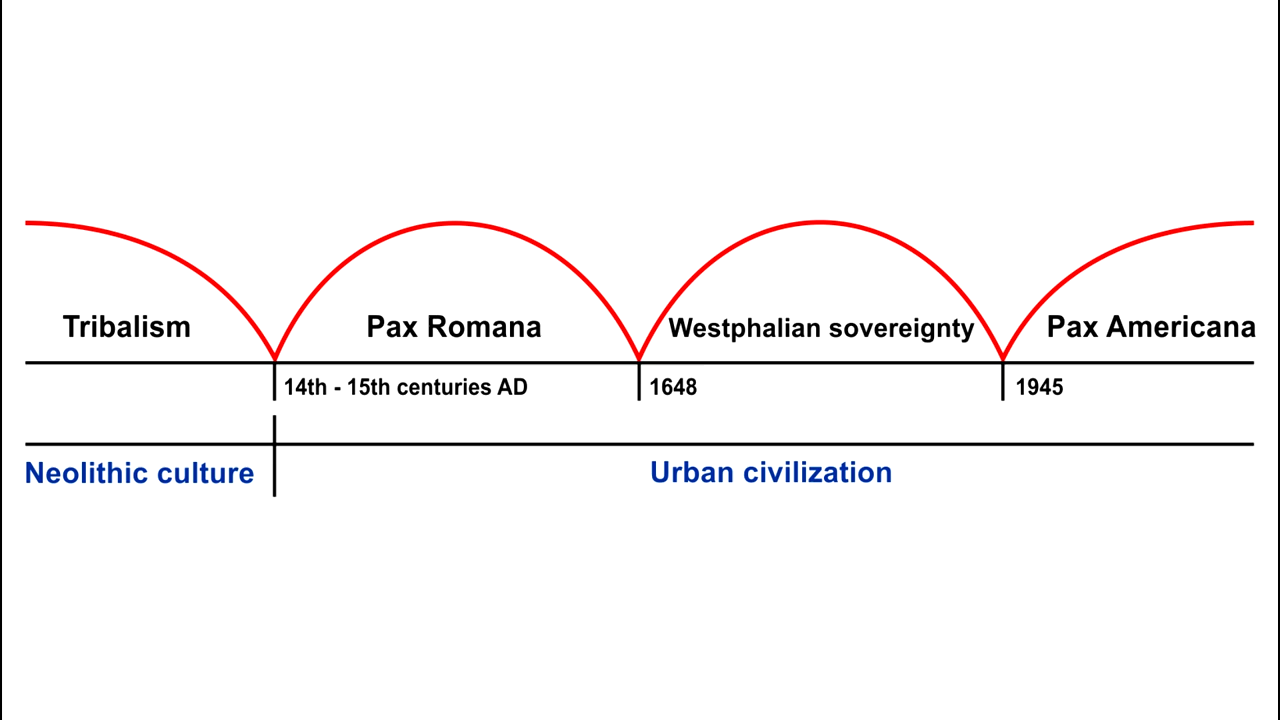 Tribalism
Pax Romana
Westphalian sovereignty
Pax Americana
14th - 15th centuries AD
1648
1945
Neolithic culture
Urban civilization